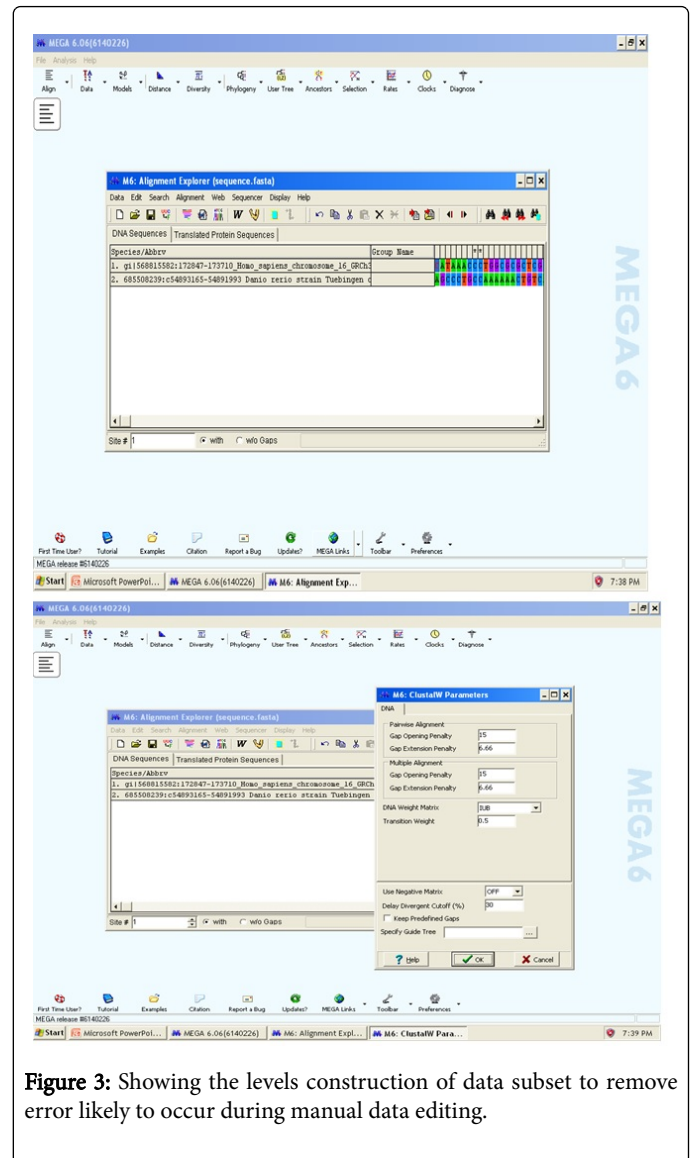 MEGA 6.06(6140226)
File Analysis Help
Align Data Models Distance Diversity Phylogeny User Tree Ancestors Selection Rates Clocks Diagnose
M6: Alignment Explorer (sequence.fasta)
Data Edit Search Alignment Web Sequencer Display Help
W
DNA Sequences Translated Protein Sequences
Species/Abbrv Group Name * *
1. gi|568815582:172847-173710_Homo_sapiens_chromosome_16_GRCh3
2. 685508239:c54893165-54891993 Danio rerio strain Tuebingen c
Site # 1 with w/o Gaps
MEGA6
First Time User? Tutorial Examples Citation Report a Bug Updates? MEGA Links Toolbar Preferences
MEGA release #6140226
Start Microsoft PowerPoi... MEGA 6.06(6140226) M6: Alignment Exp... 7:38 PM
MEGA 6.06(6140226)
File Analysis Help
Align Data Models Distance Diversity Phylogeny User Tree Ancestors Selection Rates Clocks Diagnose
M6: Alignment Explorer (sequence.fasta)
Data Edit Search Alignment Web Sequencer Display Help
W
DNA Sequences Translated Protein Sequences
Species/Abbrv
1. gi|568815582:172847-173710_Homo_sapiens_chromosome_16_GRCh
2. 685508239:c54893165-54891993 Danio rerio strain Tuebingen
Site # 1 with w/o Gaps
M6: ClustalW Parameters
DNA
Pairwise Alignment
Gap Opening Penalty 15
Gap Extension Penalty 6.66
Multiple Alignment
Gap Opening Penalty 15
Gap Extension Penalty 6.66
DNA Weight Matrix IUB
Transition Weight 0.5
Use Negative Matrix OFF
Delay Divergent Cutoff (%) 30
Keep Predefined Gaps
Specify Guide Tree ...
? Help OK Cancel
MEGA6
First Time User? Tutorial Examples Citation Report a Bug Updates? MEGA Links Toolbar Preferences
MEGA release #6140226
Start Microsoft PowerPoi... MEGA 6.06(6140226) M6: Alignment Expl... M6: ClustalW Para... 7:39 PM
Figure 3: Showing the levels construction of data subset to remove
error likely to occur during manual data editing.